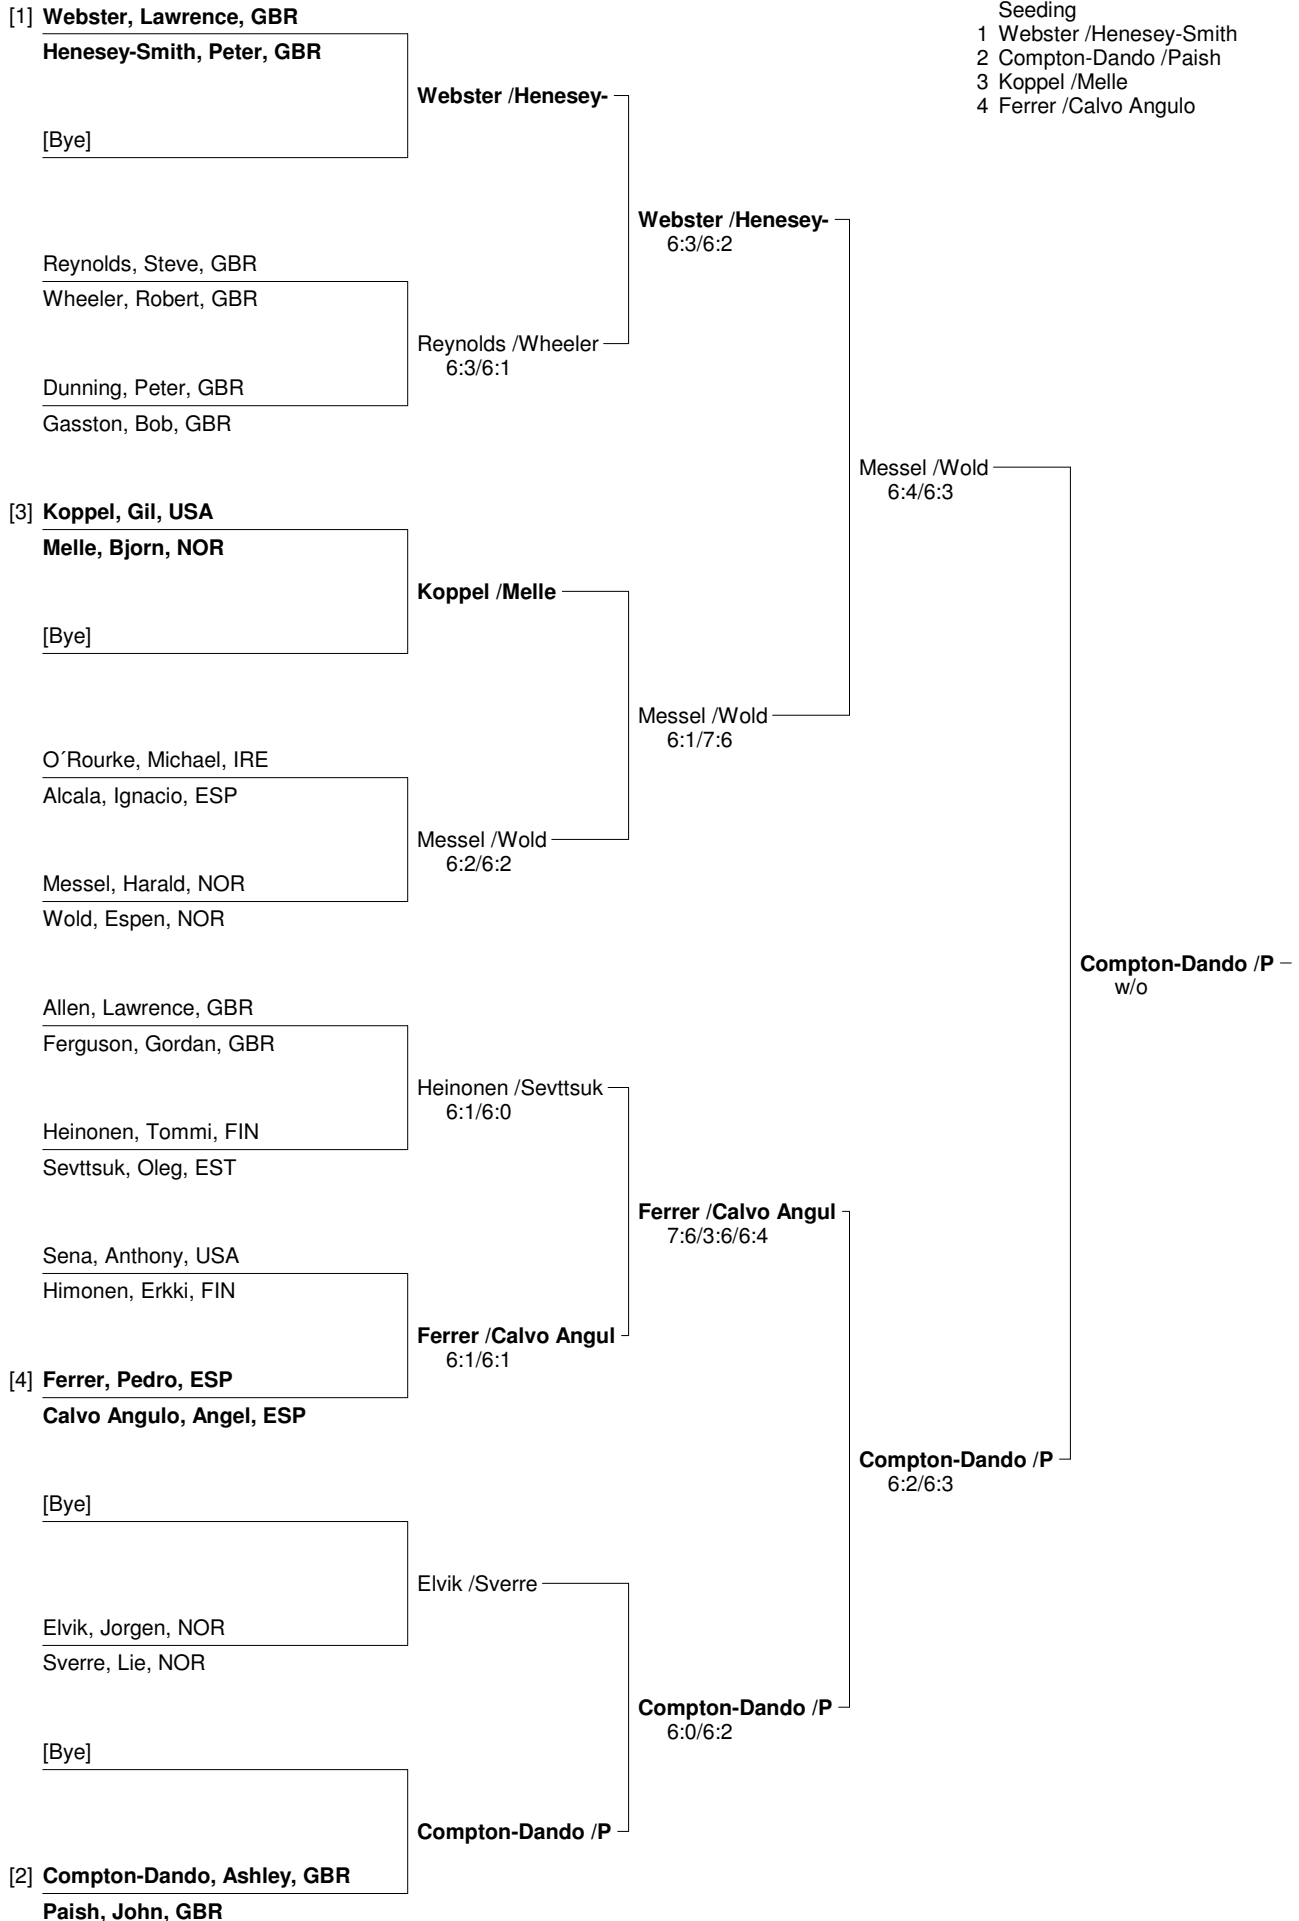 [1] Webster, Lawrence, GBR
Henesey-Smith, Peter, GBR
Webster /Henesey-
[Bye]
Webster /Henesey-
6:3/6:2
Reynolds, Steve, GBR
Wheeler, Robert, GBR
Reynolds /Wheeler
6:3/6:1
Dunning, Peter, GBR
Gasston, Bob, GBR
Messel /Wold
6:4/6:3
[3] Koppel, Gil, USA
Melle, Bjorn, NOR
Koppel /Melle
[Bye]
Messel /Wold
6:1/7:6
O´Rourke, Michael, IRE
Alcala, Ignacio, ESP
Messel /Wold
6:2/6:2
Messel, Harald, NOR
Wold, Espen, NOR
Compton-Dando /P
w/o
Allen, Lawrence, GBR
Ferguson, Gordan, GBR
Heinonen /Sevttsuk
6:1/6:0
Heinonen, Tommi, FIN
Sevttsuk, Oleg, EST
Ferrer /Calvo Angul
7:6/3:6/6:4
Sena, Anthony, USA
Himonen, Erkki, FIN
Ferrer /Calvo Angul
6:1/6:1
[4] Ferrer, Pedro, ESP
Calvo Angulo, Angel, ESP
Compton-Dando /P
6:2/6:3
[Bye]
Elvik /Sverre
Elvik, Jorgen, NOR
Sverre, Lie, NOR
Compton-Dando /P
6:0/6:2
[Bye]
Compton-Dando /P
[2] Compton-Dando, Ashley, GBR
Paish, John, GBR
Seeding
1 Webster /Henesey-Smith
2 Compton-Dando /Paish
3 Koppel /Melle
4 Ferrer /Calvo Angulo